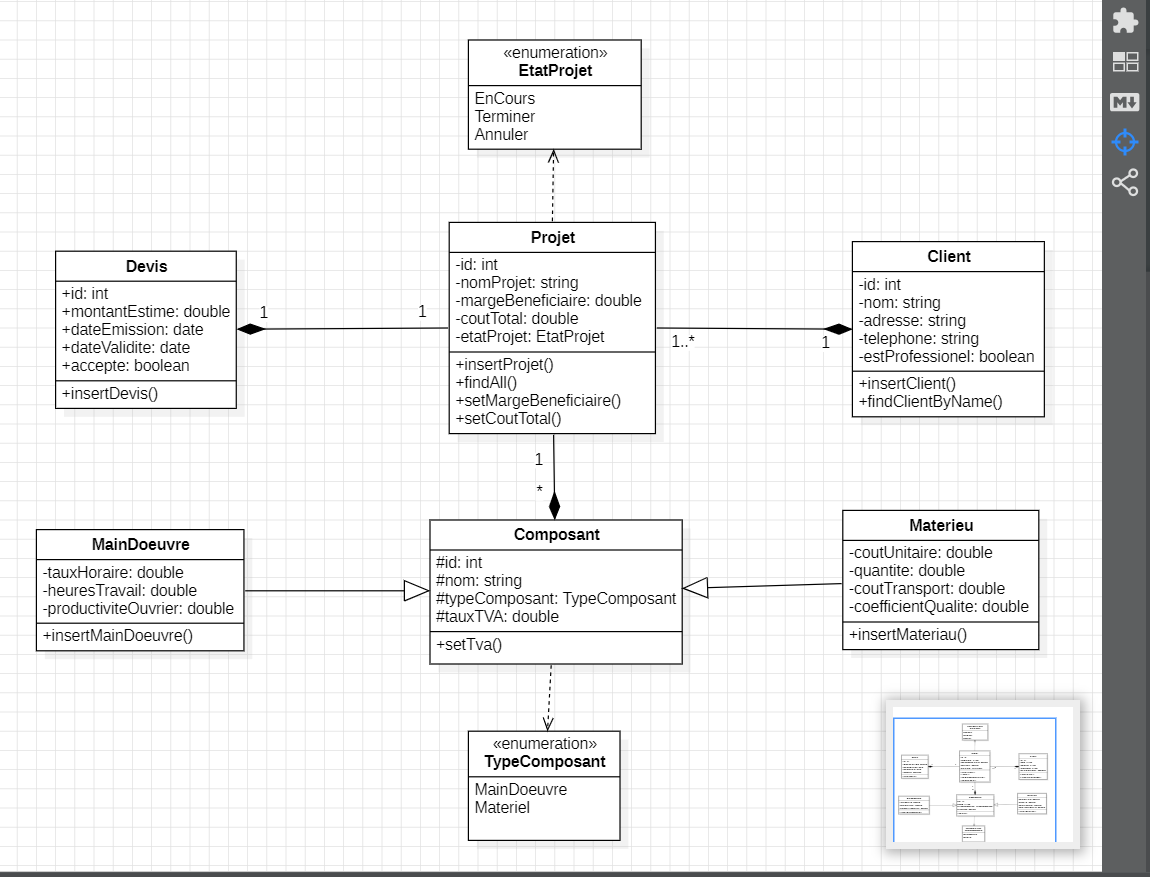 «enumeration»
EtatProjet
EnCours
Terminer
Annuler
Projet
-id: int
-nomProjet: string
-margeBeneficiaire: double
-coutTotal: double
-etatProjet: EtatProjet
+insertProjet()
+findAll()
+setMargeBeneficiaire()
+setCoutTotal()
Devis
+id: int
+montantEstime: double
+dateEmission: date
+dateValidite: date
+accepte: boolean
+insertDevis()
1
1
Client
-id: int
-nom: string
-adresse: string
-telephone: string
-estProfessionel: boolean
+insertClient()
+findClientByName()
1..*
1
1
*
MainDoeuvre
-tauxHoraire: double
-heuresTravail: double
-productiviteOuvrier: double
+insertMainDoeuvre()
Composant
#id: int
#nom: string
#typeComposant: TypeComposant
#tauxTVA: double
+setTva()
Materieu
-coutUnitaire: double
-quantite: double
-coutTransport: double
-coefficientQualite: double
+insertMateriau()
«enumeration»
TypeComposant
MainDoeuvre
Materiel
M